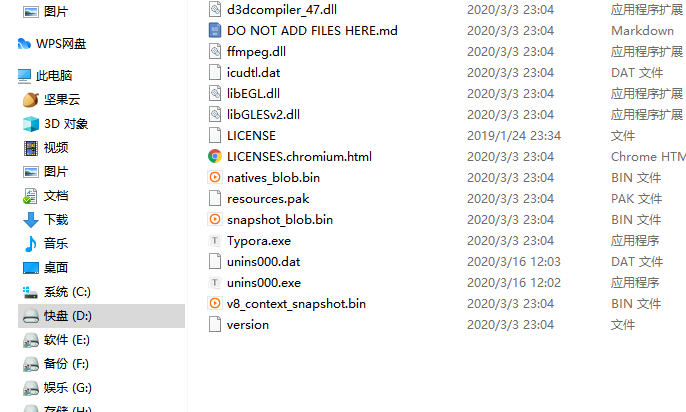 图片
WPS网盘
此电脑
坚果云
3D 对象
视频
图片
文档
下载
音乐
桌面
系统 (C:)
快盘 (D:)
软件 (E:)
备份 (F:)
娱乐 (G:)
存储 (H:)
d3dcompiler_47.dll 2020/3/3 23:04 应用程序扩展
DO NOT ADD FILES HERE.md 2020/3/3 23:04 Markdown
ffmpeg.dll 2020/3/3 23:04 应用程序扩展
icudtl.dat 2020/3/3 23:04 DAT 文件
libEGL.dll 2020/3/3 23:04 应用程序扩展
libGLESv2.dll 2020/3/3 23:04 应用程序扩展
LICENSE 2019/1/24 23:34 文件
LICENSES.chromium.html 2020/3/3 23:04 Chrome HTM
natives_blob.bin 2020/3/3 23:04 BIN 文件
resources.pak 2020/3/3 23:04 PAK 文件
snapshot_blob.bin 2020/3/3 23:04 BIN 文件
Typora.exe 2020/3/3 23:04 应用程序
unins000.dat 2020/3/16 12:03 DAT 文件
unins000.exe 2020/3/16 12:02 应用程序
v8_context_snapshot.bin 2020/3/3 23:04 BIN 文件
version 2020/3/3 23:04 文件